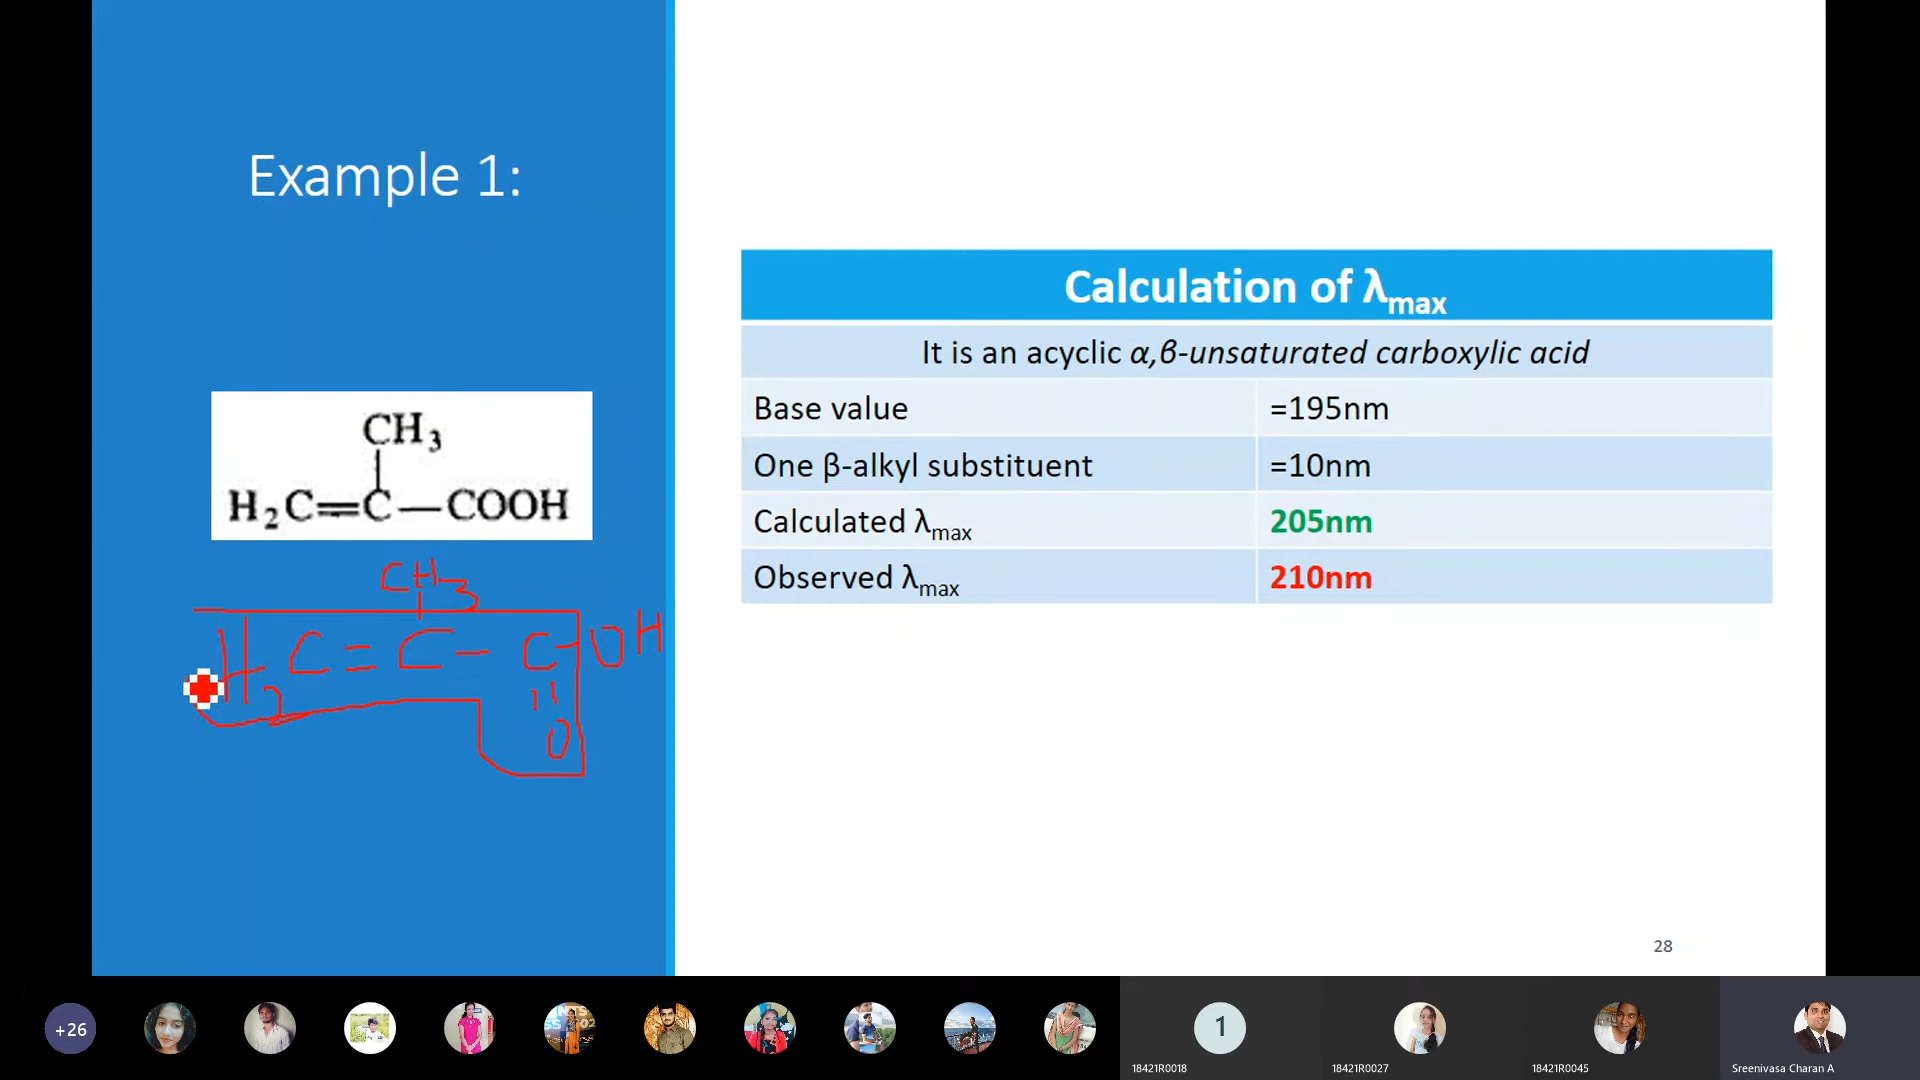 Example 1:
CH3
H2C=C—COOH
CH3
H2C=C-C-OH
O
Calculation of λmax
It is an acyclic α,β-unsaturated carboxylic acid
Base value =195nm
One β-alkyl substituent =10nm
Calculated λmax 205nm
Observed λmax 210nm
28
+26
1
18421R0018
18421R0027
18421R0045
Sreenivasa Charan A